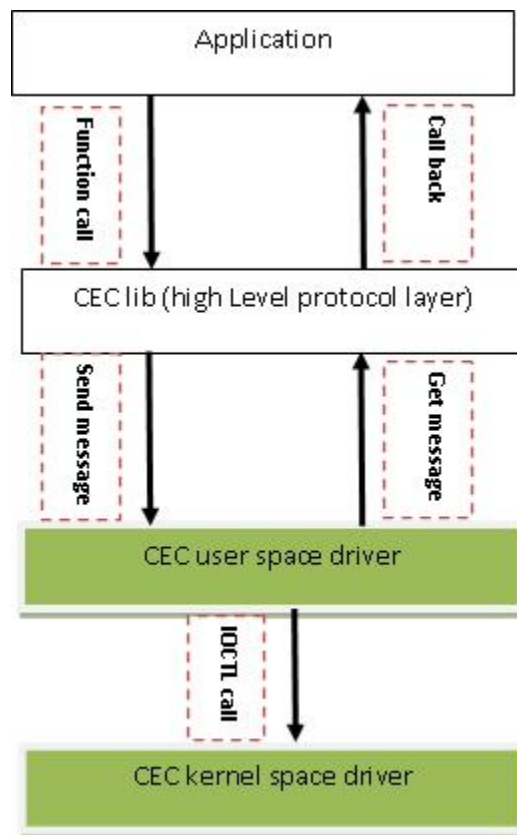 Application
Function call
Call back
CEC lib (high Level protocol layer)
Send message
Get message
CEC user space driver
IOCTL call
CEC kernel space driver